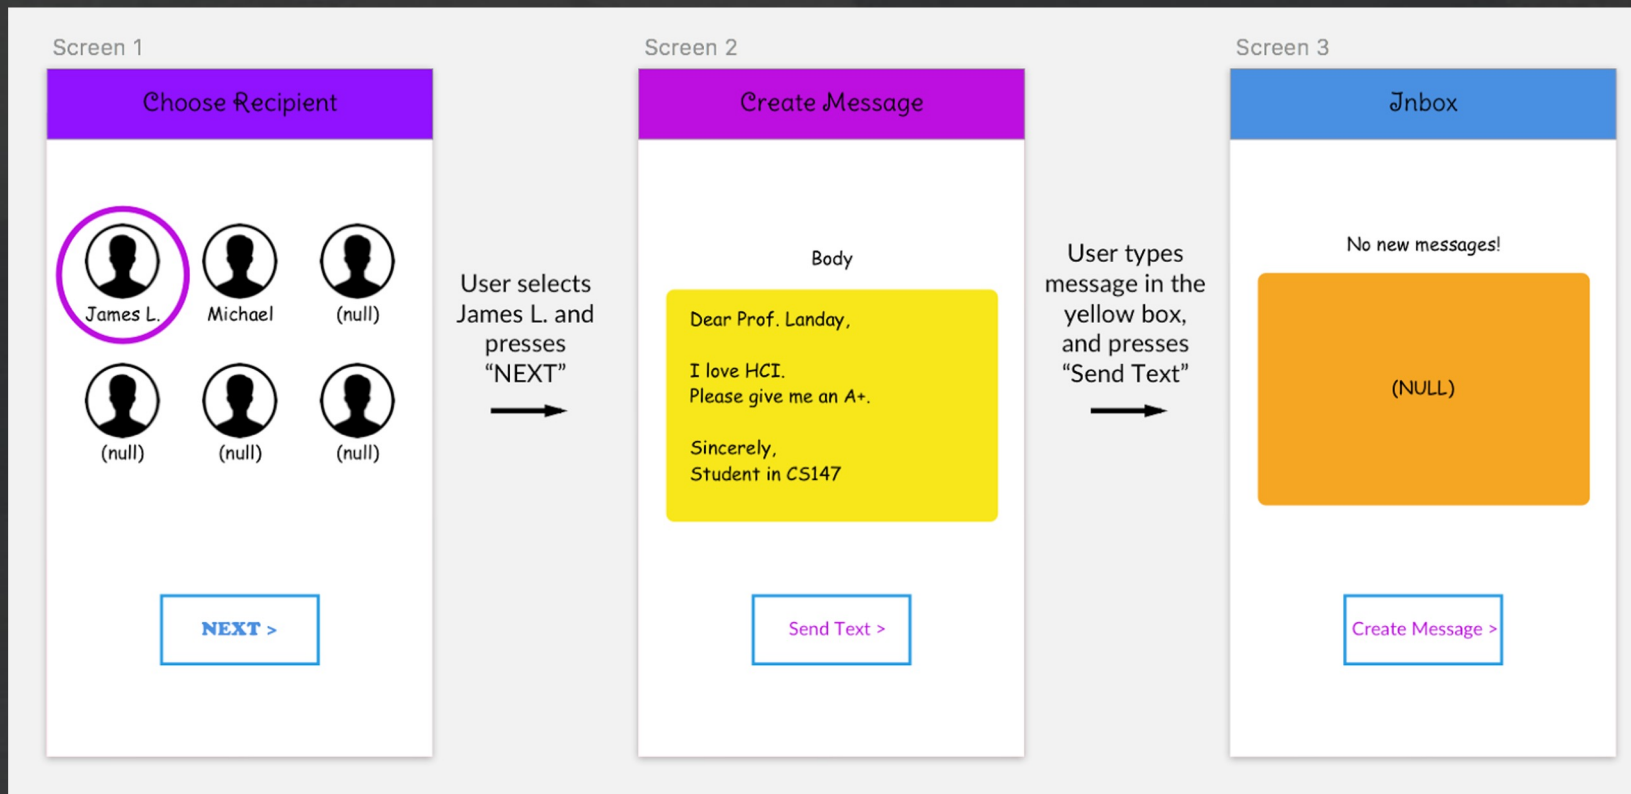 Screen 1
Choose Recipient
James L.
Michael
(null)
(null)
(null)
(null)
NEXT >
User selects
James L. and
presses
“NEXT”
Screen 2
Create Message
Body
Dear Prof. Landay,
I love HCI.
Please give me an A+.
Sincerely,
Student in CS147
Send Text >
User types
message in the
yellow box,
and presses
“Send Text”
Screen 3
Inbox
No new messages!
(NULL)
Create Message >